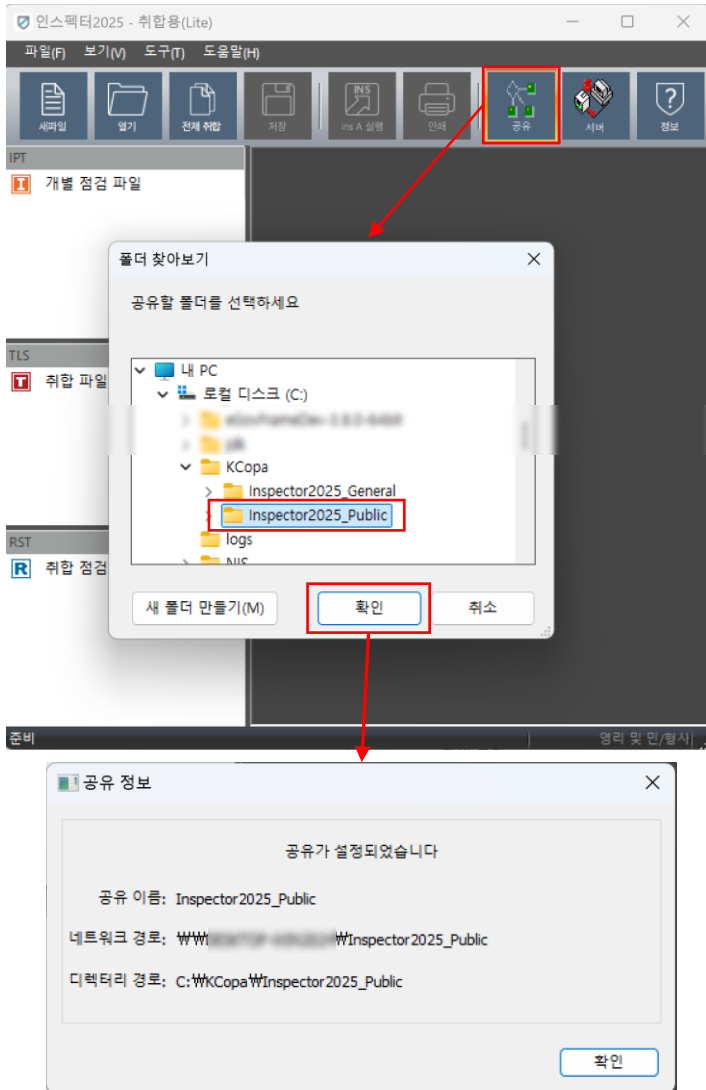 인스펙터2025 - 취합용(Lite)
파일(F) 보기(V) 도구(T) 도움말(H)
새파일 열기 전체 취합 저장 INS ins A 실행 인쇄 공유 서버 정보
IPT
I 개별 점검 파일
폴더 찾아보기
공유할 폴더를 선택하세요
TLS
T 취합 파일
내 PC
로컬 디스크 (C:)
KCopa
Inspector2025_General
Inspector2025_Public
logs
NIS
RST
R 취합 점검
새 폴더 만들기(M) 확인 취소
준비 영리 및 민/형사
공유 정보
공유가 설정되었습니다
공유 이름: Inspector2025_Public
네트워크 경로: ₩₩ ₩Inspector2025_Public
디렉터리 경로: C:₩KCopa₩Inspector2025_Public
확인